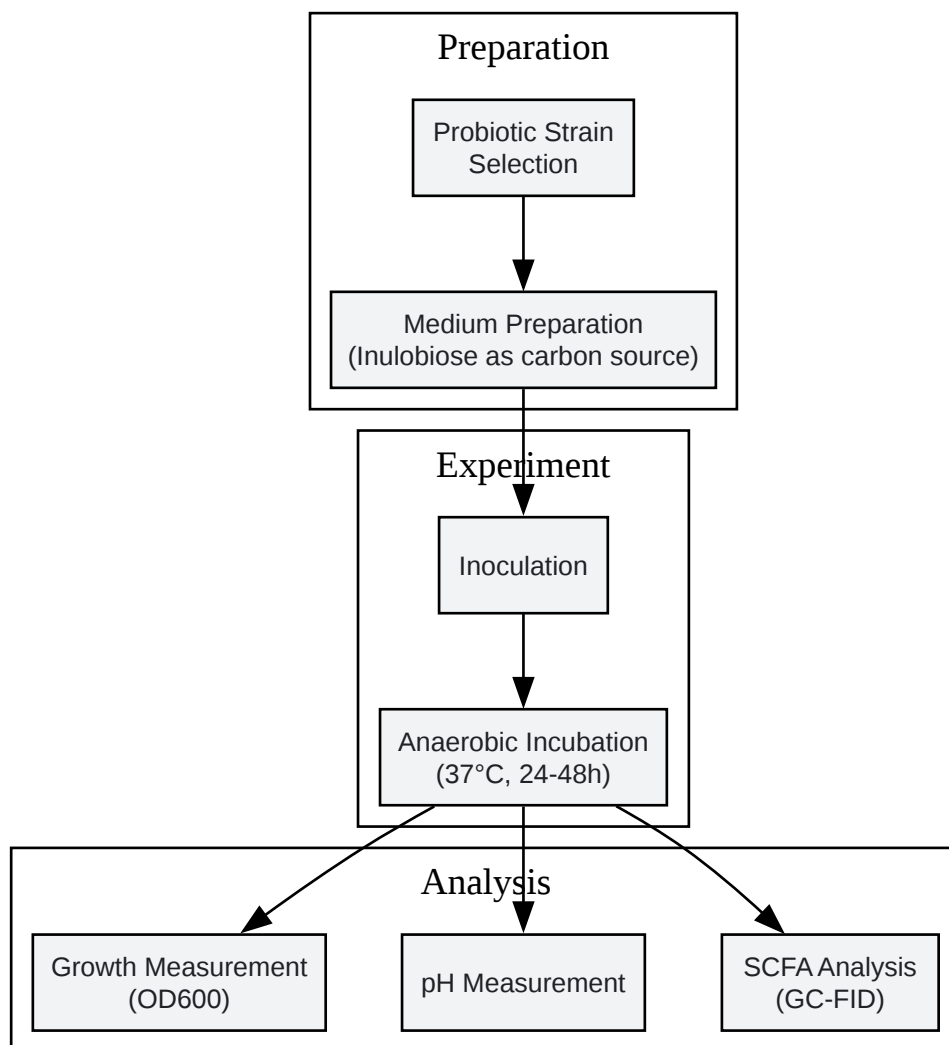 Preparation
Probiotic Strain
Selection
Medium Preparation
(Inulobiose as carbon source)
Experiment
Inoculation
Anaerobic Incubation
(37°C, 24-48h)
Analysis
Growth Measurement
(OD600)
pH Measurement
SCFA Analysis
(GC-FID)